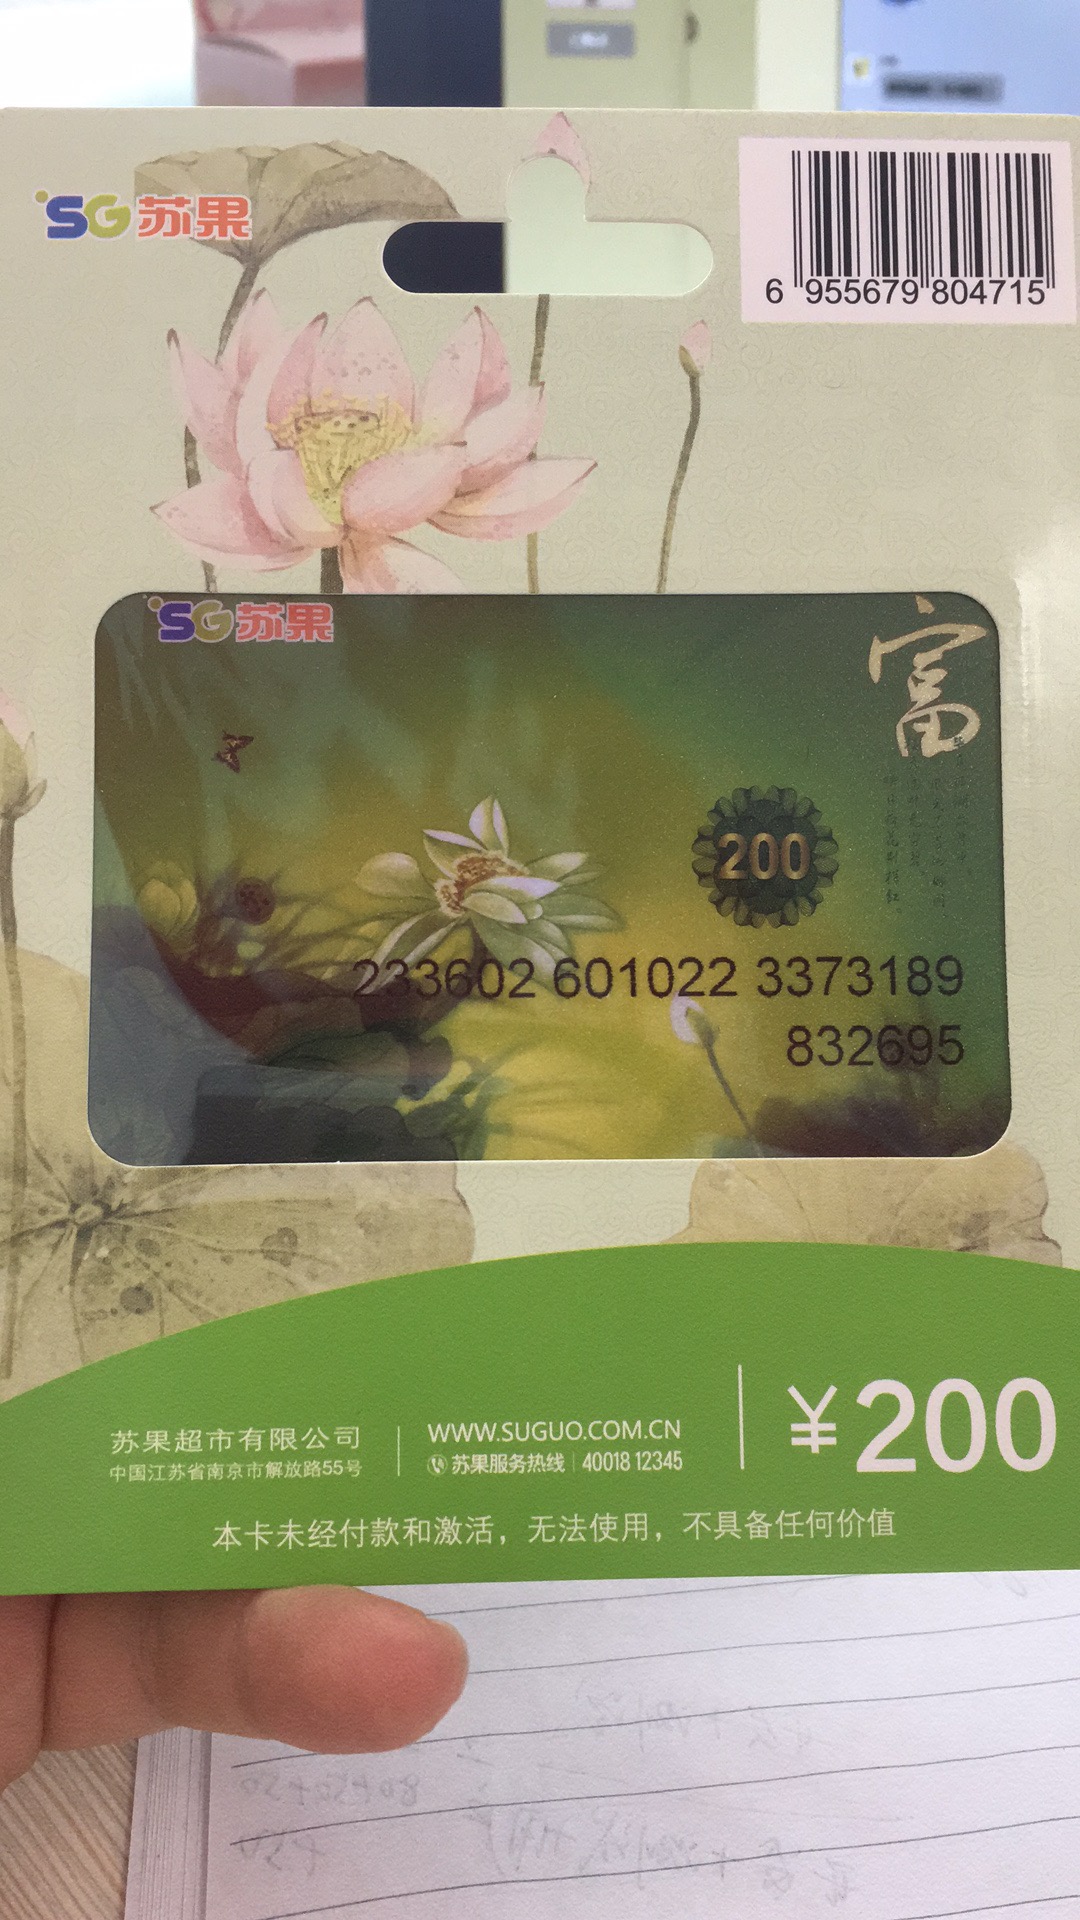 SG苏果
6 955679 804715
SG苏果
富
200
233602 601022 3373189
832695
苏果超市有限公司
中国江苏省南京市解放路55号
WWW.SUGUO.COM.CN
苏果服务热线 40018 12345
¥200
本卡未经付款和激活，无法使用，不具备任何价值